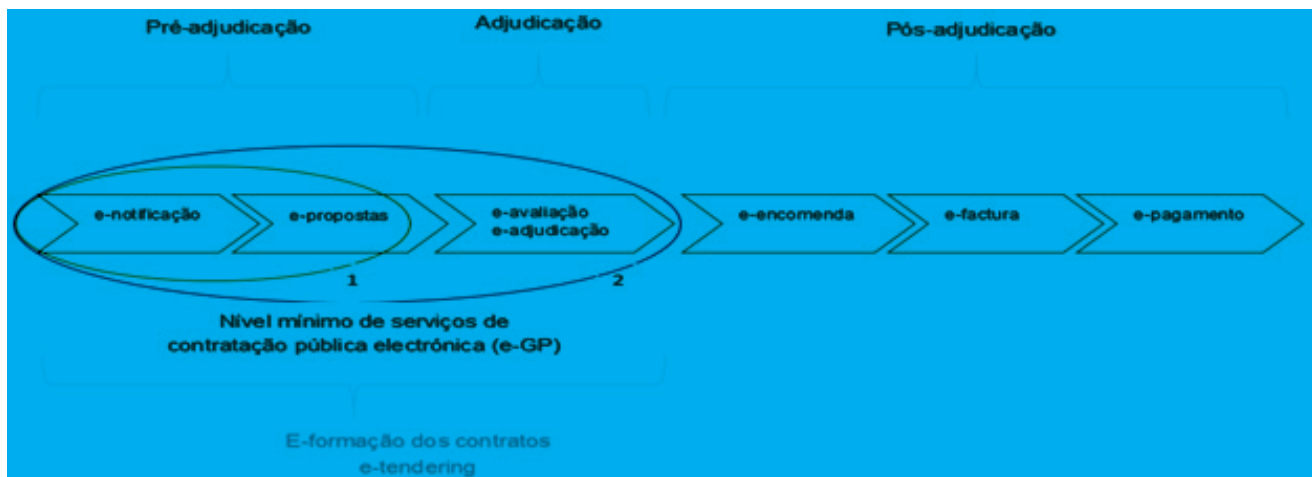 Pré-adjudicação
Adjudicação
Pós-adjudicação
e-notificação
e-propostas
e-avaliação
e-adjudicação
e-encomenda
e-factura
e-pagamento
1
2
Nível mínimo de serviços de
contratação pública electrónica (e-GP)
E-formação dos contratos
e-tendering